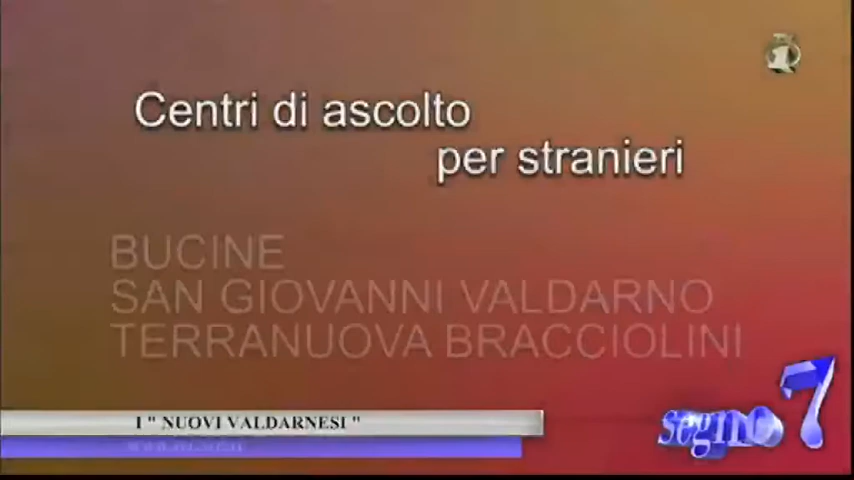 Centri di ascolto
per stranieri
BUCINE
SAN GIOVANNI VALDARNO
TERRANUOVA BRACCIOLINI
I " NUOVI VALDARNESI "
segno 7